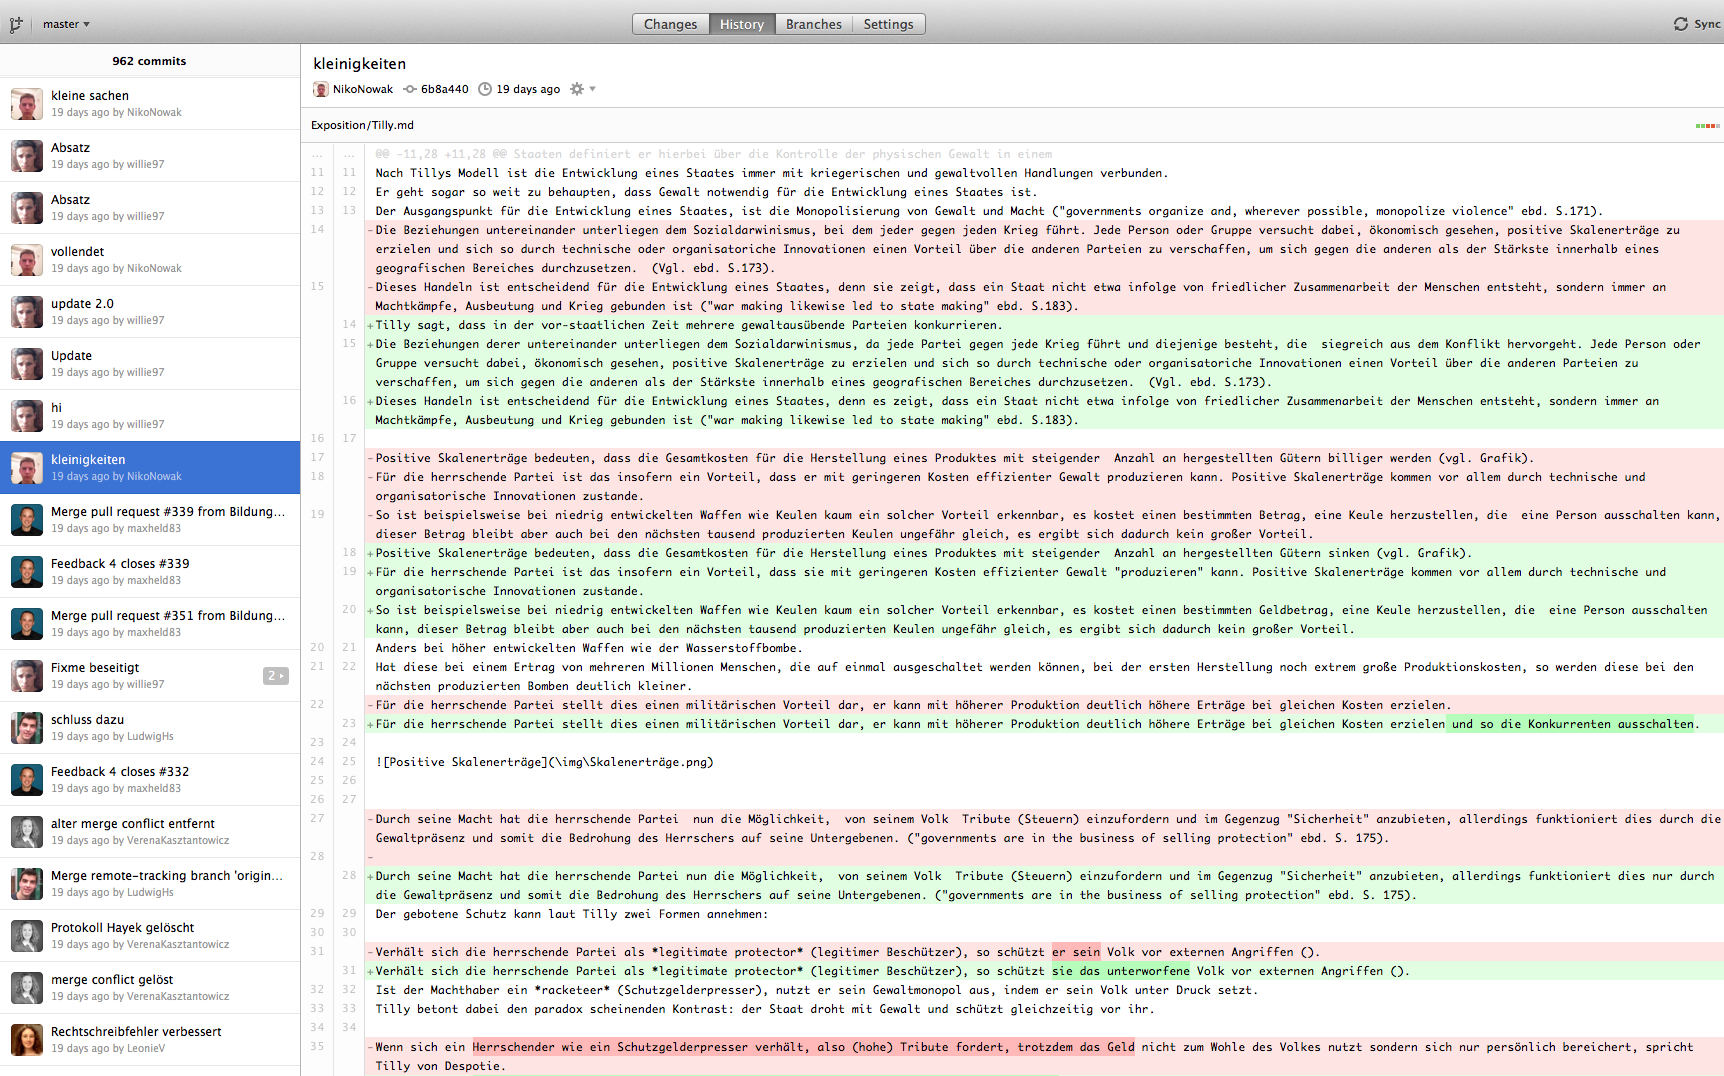 master
Changes
History
Branches
Settings
Sync
962 commits
kleine sachen
19 days ago by NikoNowak
Absatz
19 days ago by willie97
Absatz
19 days ago by willie97
vollendet
19 days ago by NikoNowak
update 2.0
19 days ago by willie97
Update
19 days ago by willie97
hi
19 days ago by willie97
kleinigkeiten
19 days ago by NikoNowak
Merge pull request #339 from Bildung...
19 days ago by maxheld83
Feedback 4 closes #339
19 days ago by maxheld83
Merge pull request #351 from Bildung...
19 days ago by maxheld83
Fixme beseitigt
19 days ago by willie97
2
schluss dazu
19 days ago by LudwigHs
Feedback 4 closes #332
19 days ago by maxheld83
alter merge conflict entfernt
19 days ago by VerenaKasztantowicz
Merge remote-tracking branch 'origin...
19 days ago by LudwigHs
Protokoll Hayek gelöscht
19 days ago by VerenaKasztantowicz
merge conflict gelöst
19 days ago by VerenaKasztantowicz
Rechtschreibfehler verbessert
19 days ago by LeonieV
kleinigkeiten
NikoNowak 6b8a440 19 days ago
Exposition/Tilly.md
... ... @@ -11,28 +11,28 @@ Staaten definiert er hierbei über die Kontrolle der physischen Gewalt in einem
11 11 Nach Tillys Modell ist die Entwicklung eines Staates immer mit kriegerischen und gewaltvollen Handlungen verbunden.
12 12 Er geht sogar so weit zu behaupten, dass Gewalt notwendig für die Entwicklung eines Staates ist.
13 13 Der Ausgangspunkt für die Entwicklung eines Staates, ist die Monopolisierung von Gewalt und Macht ("governments organize and, wherever possible, monopolize violence" ebd. S.171).
14 -Die Beziehungen untereinander unterliegen dem Sozialdarwinismus, bei dem jeder gegen jeden Krieg führt. Jede Person oder Gruppe versucht dabei, ökonomisch gesehen, positive Skalenerträge zu
erzielen und sich so durch technische oder organisatoriche Innovationen einen Vorteil über die anderen Parteien zu verschaffen, um sich gegen die anderen als der Stärkste innerhalb eines
geografischen Bereiches durchzusetzen.  (Vgl. ebd. S.173).
15 -Dieses Handeln ist entscheidend für die Entwicklung eines Staates, denn sie zeigt, dass ein Staat nicht etwa infolge von friedlicher Zusammenarbeit der Menschen entsteht, sondern immer an
Machtkämpfe, Ausbeutung und Krieg gebunden ist ("war making likewise led to state making" ebd. S.183).
14 +Tilly sagt, dass in der vor-staatlichen Zeit mehrere gewaltausübende Parteien konkurrieren.
15 +Die Beziehungen derer untereinander unterliegen dem Sozialdarwinismus, da jede Partei gegen jede Krieg führt und diejenige besteht, die  siegreich aus dem Konflikt hervorgeht. Jede Person oder
Gruppe versucht dabei, ökonomisch gesehen, positive Skalenerträge zu erzielen und sich so durch technische oder organisatoriche Innovationen einen Vorteil über die anderen Parteien zu
verschaffen, um sich gegen die anderen als der Stärkste innerhalb eines geografischen Bereiches durchzusetzen.  (Vgl. ebd. S.173).
16 +Dieses Handeln ist entscheidend für die Entwicklung eines Staates, denn es zeigt, dass ein Staat nicht etwa infolge von friedlicher Zusammenarbeit der Menschen entsteht, sondern immer an
Machtkämpfe, Ausbeutung und Krieg gebunden ist ("war making likewise led to state making" ebd. S.183).
16 17
17 -Positive Skalenerträge bedeuten, dass die Gesamtkosten für die Herstellung eines Produktes mit steigender  Anzahl an hergestellten Gütern billiger werden (vgl. Grafik).
18 -Für die herrschende Partei ist das insofern ein Vorteil, dass er mit geringeren Kosten effizienter Gewalt produzieren kann. Positive Skalenerträge kommen vor allem durch technische und
organisatorische Innovationen zustande.
19 -So ist beispielsweise bei niedrig entwickelten Waffen wie Keulen kaum ein solcher Vorteil erkennbar, es kostet einen bestimmten Betrag, eine Keule herzustellen, die  eine Person ausschalten kann,
dieser Betrag bleibt aber auch bei den nächsten tausend produzierten Keulen ungefähr gleich, es ergibt sich dadurch kein großer Vorteil.
18 +Positive Skalenerträge bedeuten, dass die Gesamtkosten für die Herstellung eines Produktes mit steigender  Anzahl an hergestellten Gütern sinken (vgl. Grafik).
19 +Für die herrschende Partei ist das insofern ein Vorteil, dass sie mit geringeren Kosten effizienter Gewalt "produzieren" kann. Positive Skalenerträge kommen vor allem durch technische und
organisatorische Innovationen zustande.
20 +So ist beispielsweise bei niedrig entwickelten Waffen wie Keulen kaum ein solcher Vorteil erkennbar, es kostet einen bestimmten Geldbetrag, eine Keule herzustellen, die  eine Person ausschalten
kann, dieser Betrag bleibt aber auch bei den nächsten tausend produzierten Keulen ungefähr gleich, es ergibt sich dadurch kein großer Vorteil.
20 21 Anders bei höher entwickelten Waffen wie der Wasserstoffbombe.
21 22 Hat diese bei einem Ertrag von mehreren Millionen Menschen, die auf einmal ausgeschaltet werden können, bei der ersten Herstellung noch extrem große Produktionskosten, so werden diese bei den
nächsten produzierten Bomben deutlich kleiner.
22 -Für die herrschende Partei stellt dies einen militärischen Vorteil dar, er kann mit höherer Produktion deutlich höhere Erträge bei gleichen Kosten erzielen.
23 +Für die herrschende Partei stellt dies einen militärischen Vorteil dar, er kann mit höherer Produktion deutlich höhere Erträge bei gleichen Kosten erzielen und so die Konkurrenten ausschalten.
23 24
24 25 ![Positive Skalenerträge](\img\Skalenerträge.png)
25 26
26 27
27 -Durch seine Macht hat die herrschende Partei  nun die Möglichkeit,  von seinem Volk  Tribute (Steuern) einzufordern und im Gegenzug "Sicherheit" anzubieten, allerdings funktioniert dies durch die
Gewaltpräsenz und somit die Bedrohung des Herrschers auf seine Untergebenen. ("governments are in the business of selling protection" ebd. S. 175).
28 -
28 +Durch seine Macht hat die herrschende Partei nun die Möglichkeit,  von seinem Volk  Tribute (Steuern) einzufordern und im Gegenzug "Sicherheit" anzubieten, allerdings funktioniert dies nur durch
die Gewaltpräsenz und somit die Bedrohung des Herrschers auf seine Untergebenen. ("governments are in the business of selling protection" ebd. S. 175).
29 29 Der gebotene Schutz kann laut Tilly zwei Formen annehmen:
30 30
31 -Verhält sich die herrschende Partei als *legitimate protector* (legitimer Beschützer), so schützt er sein Volk vor externen Angriffen ().
31 +Verhält sich die herrschende Partei als *legitimate protector* (legitimer Beschützer), so schützt sie das unterworfene Volk vor externen Angriffen ().
32 32 Ist der Machthaber ein *racketeer* (Schutzgelderpresser), nutzt er sein Gewaltmonopol aus, indem er sein Volk unter Druck setzt.
33 33 Tilly betont dabei den paradox scheinenden Kontrast: der Staat droht mit Gewalt und schützt gleichzeitig vor ihr.
34 34
35 -Wenn sich ein Herrschender wie ein Schutzgelderpresser verhält, also (hohe) Tribute fordert, trotzdem das Geld nicht zum Wohle des Volkes nutzt sondern sich nur persönlich bereichert, spricht
Tilly von Despotie.